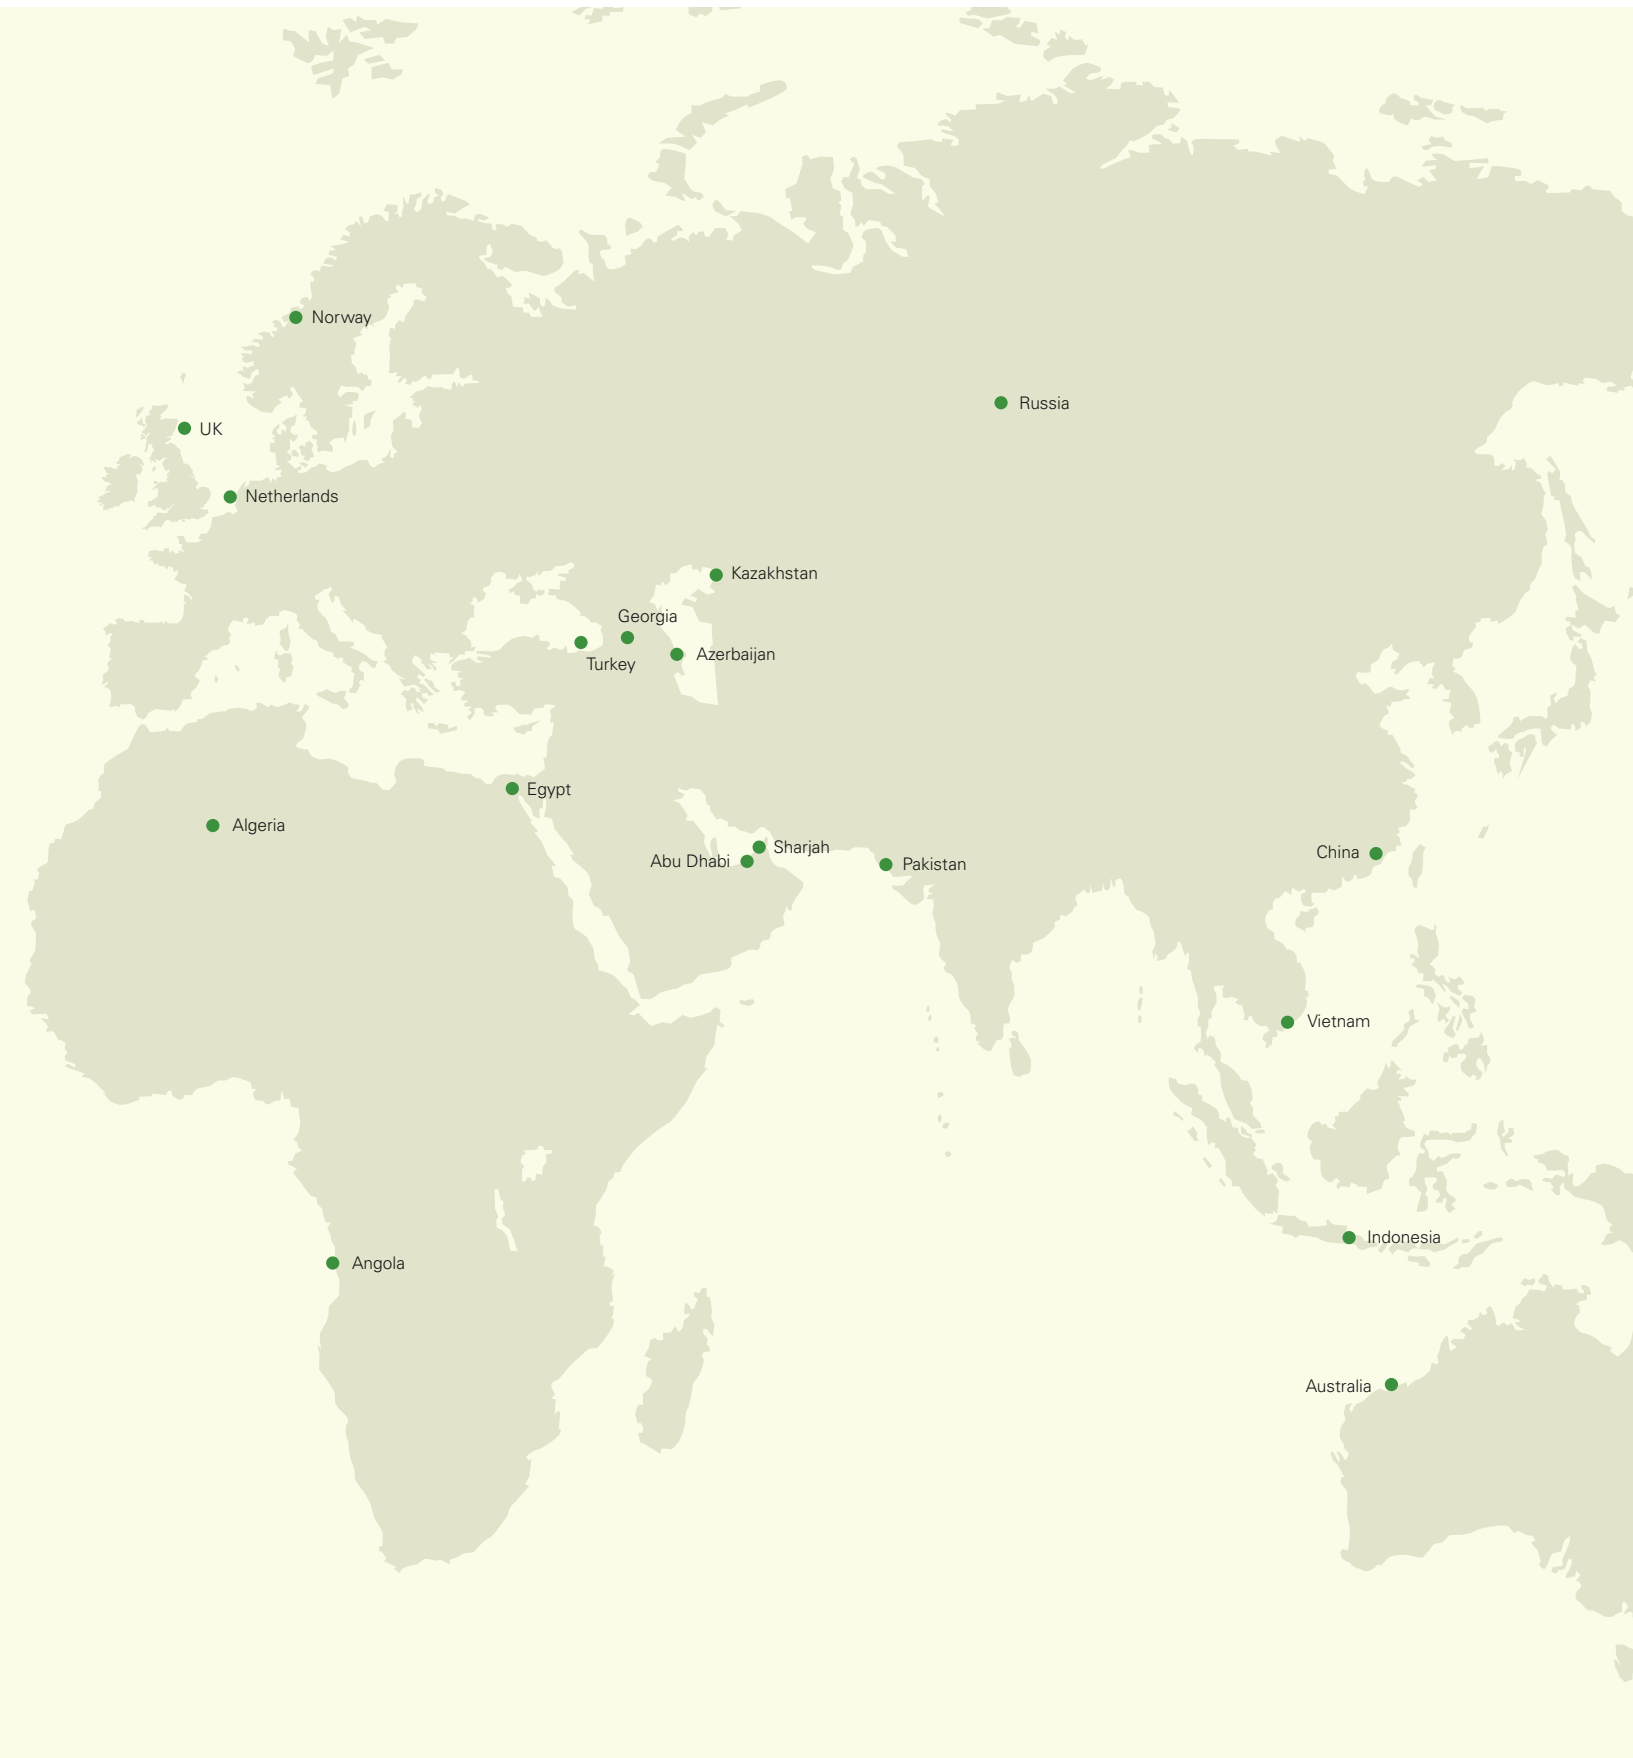 Norway
Russia
UK
Netherlands
Kazakhstan
Georgia
Azerbaijan
Turkey
Egypt
Algeria
Sharjah
China
Abu Dhabi
Pakistan
Vietnam
Indonesia
Angola
Australia